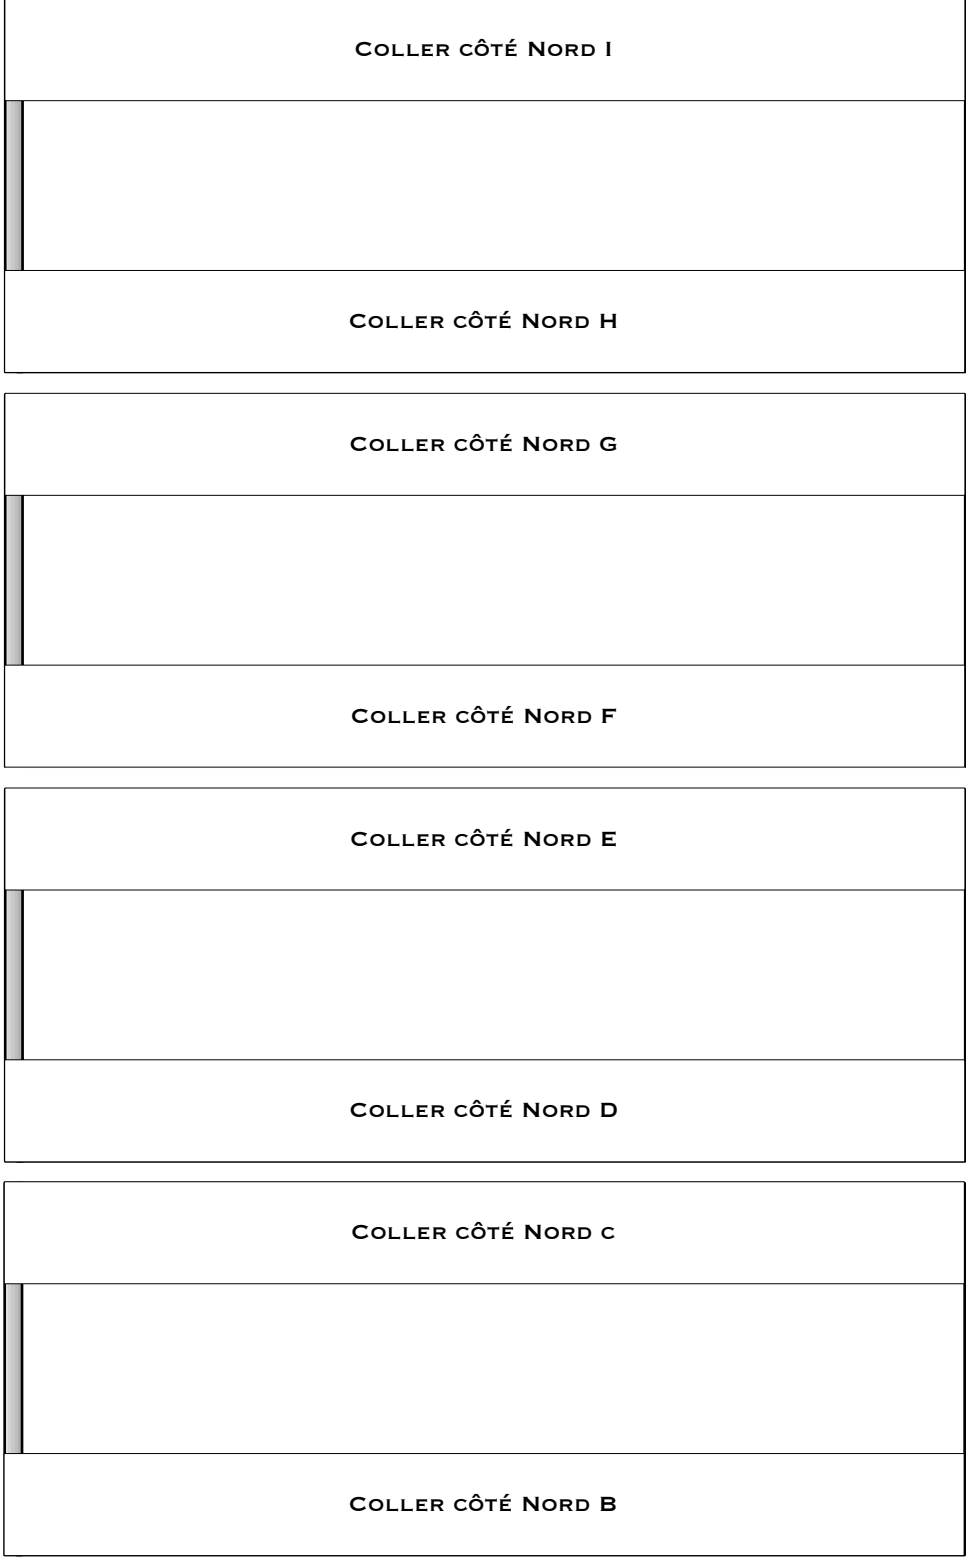 Coller côté Nord I
Coller côté Nord H
Coller côté Nord G
Coller côté Nord F
Coller côté Nord E
Coller côté Nord D
Coller côté Nord c
Coller côté Nord B